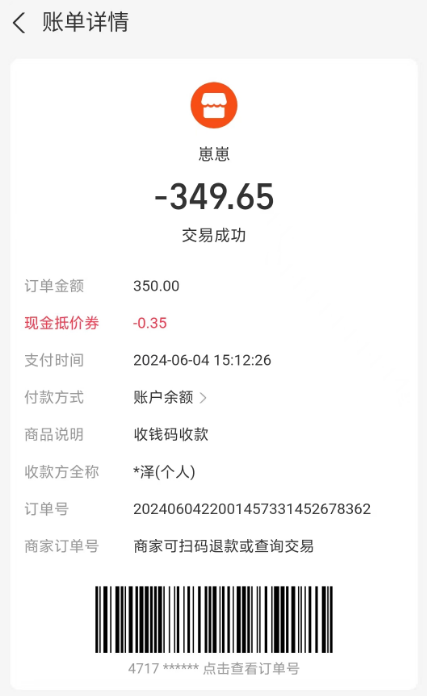 账单详情
崽崽
-349.65
交易成功
订单金额 350.00
现金抵价券 -0.35
支付时间 2024-06-04 15:12:26
付款方式 账户余额
商品说明 收钱码收款
收款方全称 *泽(个人)
订单号 2024060422001457331452678362
商家订单号 商家可扫码退款或查询交易
4717 ****** 点击查看订单号